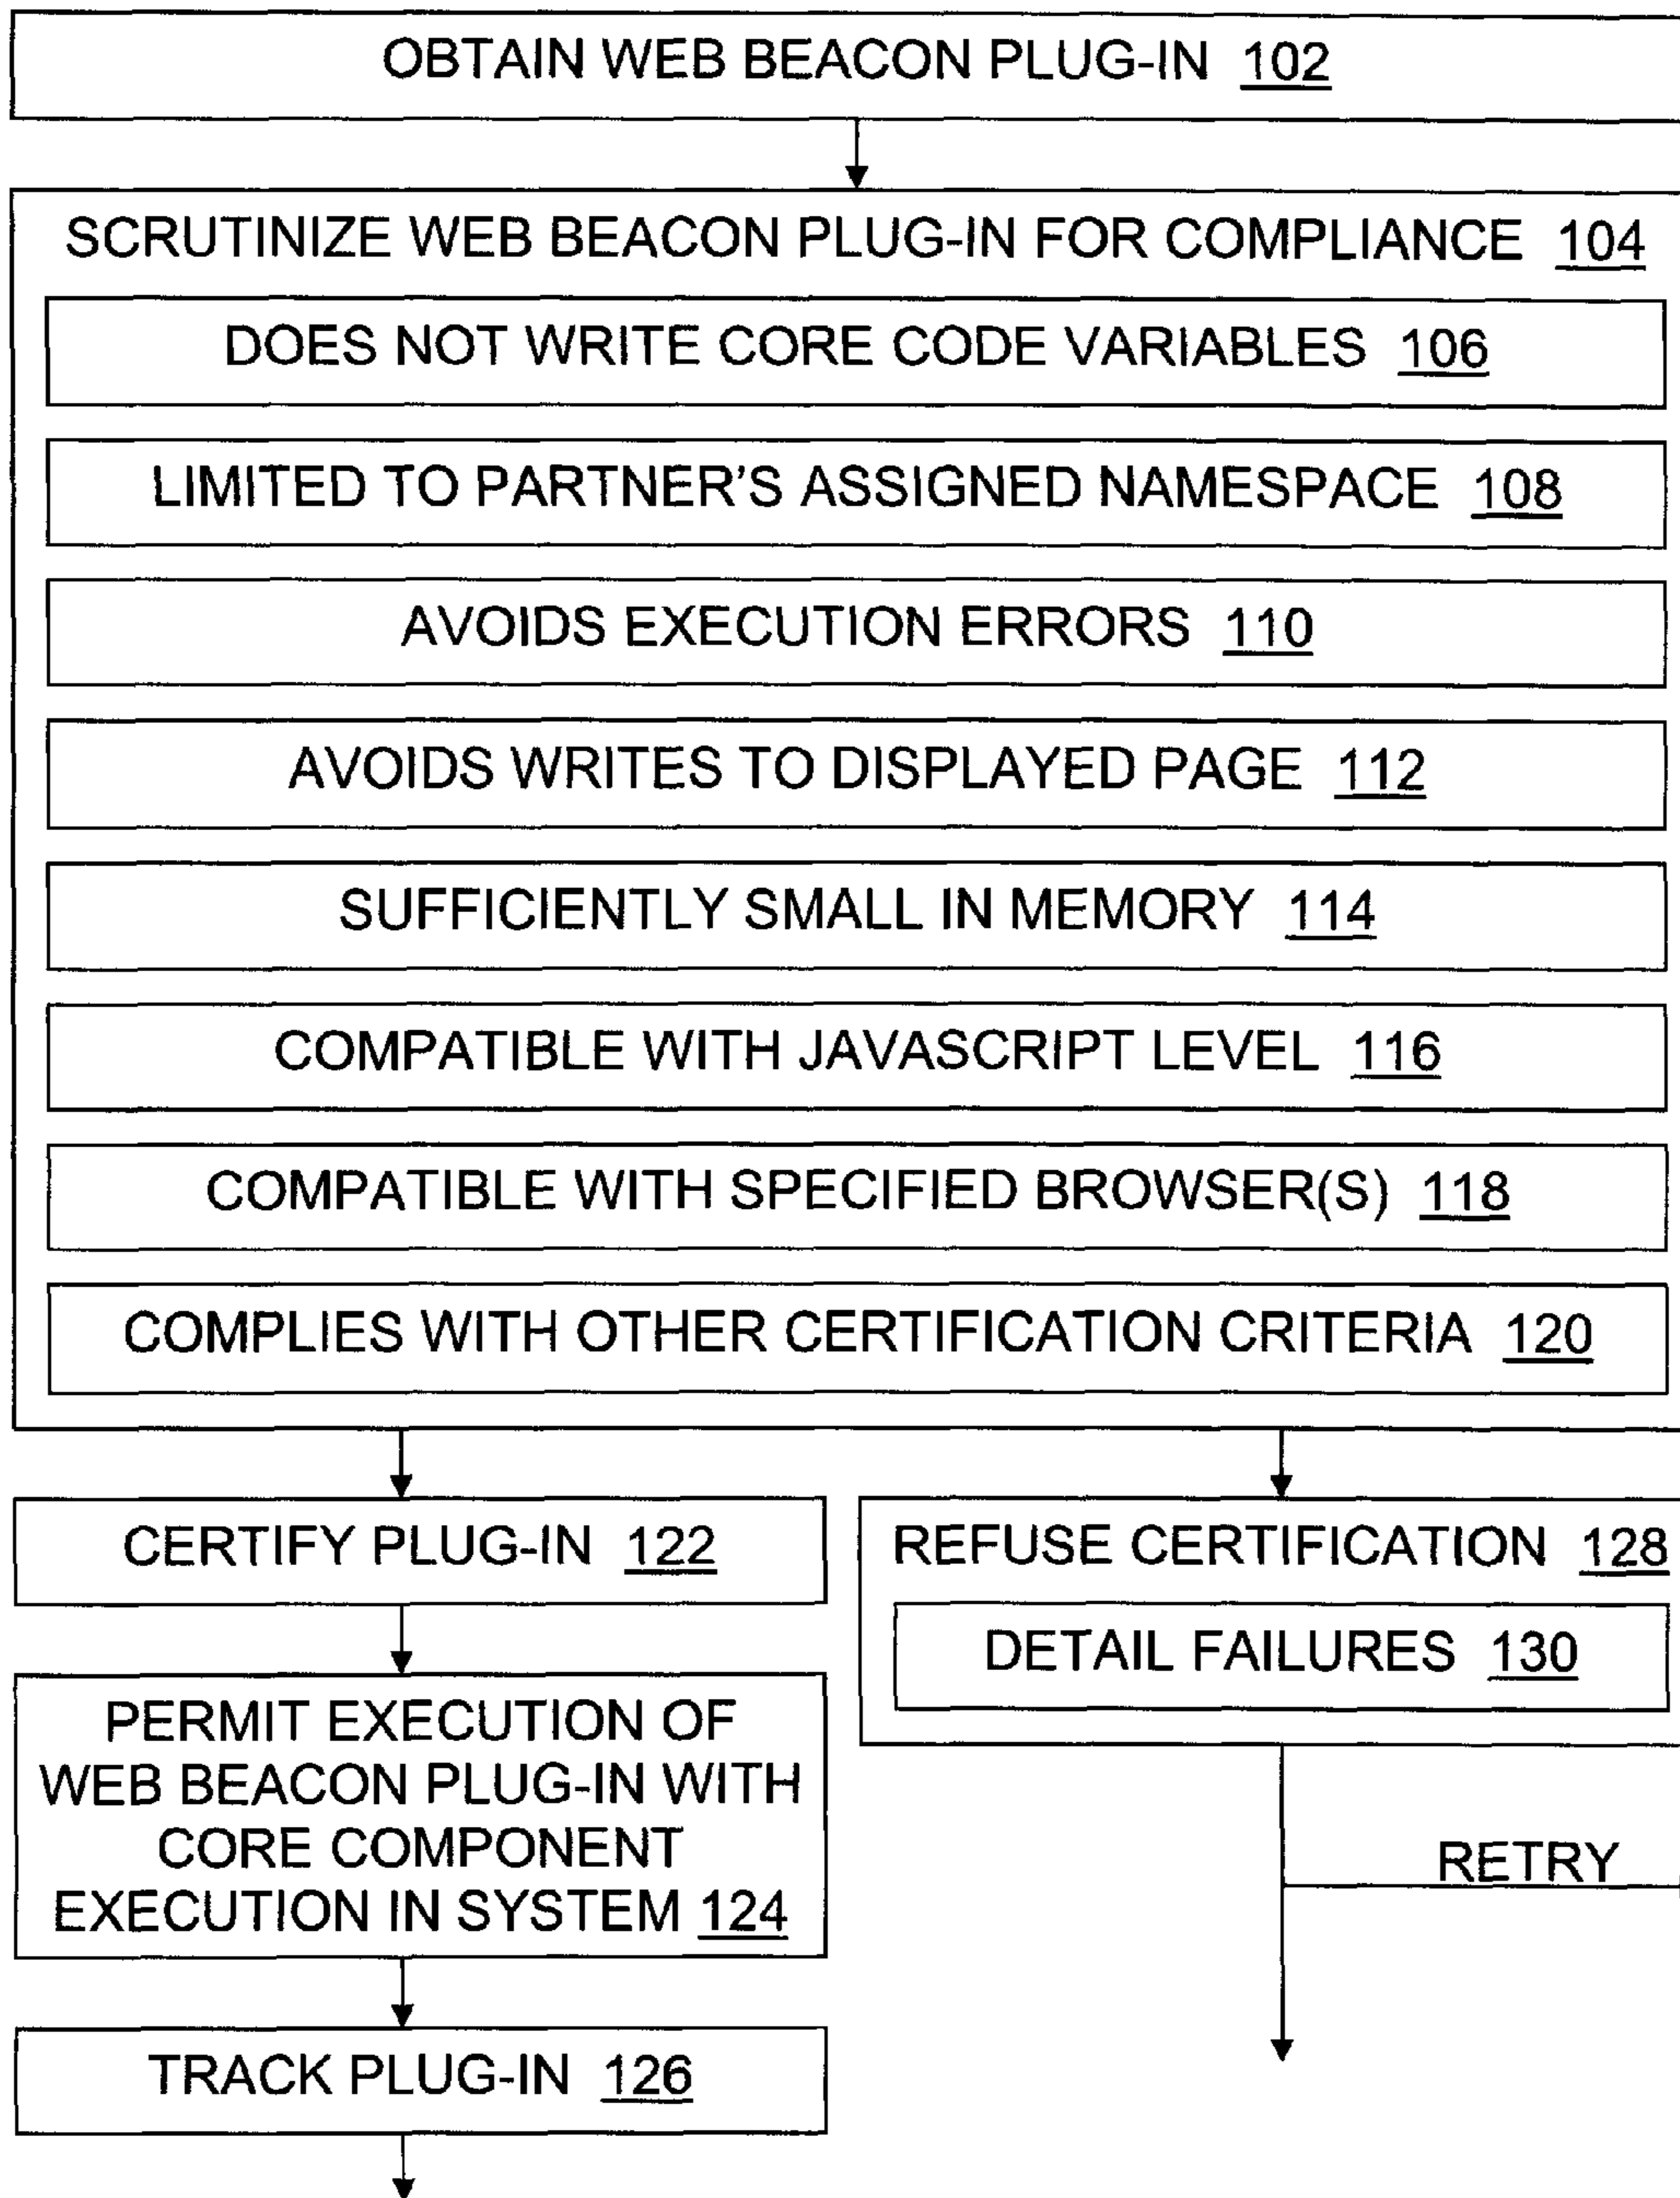 OBTAIN WEB BEACON PLUG-IN 102
SCRUTINIZE WEB BEACON PLUG-IN FOR COMPLIANCE 104
DOES NOT WRITE CORE CODE VARIABLES 106
LIMITED TO PARTNER'S ASSIGNED NAMESPACE 108
AVOIDS EXECUTION ERRORS 110
AVOIDS WRITES TO DISPLAYED PAGE 112
SUFFICIENTLY SMALL IN MEMORY 114
COMPATIBLE WITH JAVASCRIPT LEVEL 116
COMPATIBLE WITH SPECIFIED BROWSER(S) 118
COMPLIES WITH OTHER CERTIFICATION CRITERIA 120
CERTIFY PLUG-IN 122
PERMIT EXECUTION OF
WEB BEACON PLUG-IN WITH
CORE COMPONENT
EXECUTION IN SYSTEM 124
TRACK PLUG-IN 126
REFUSE CERTIFICATION 128
DETAIL FAILURES 130
RETRY